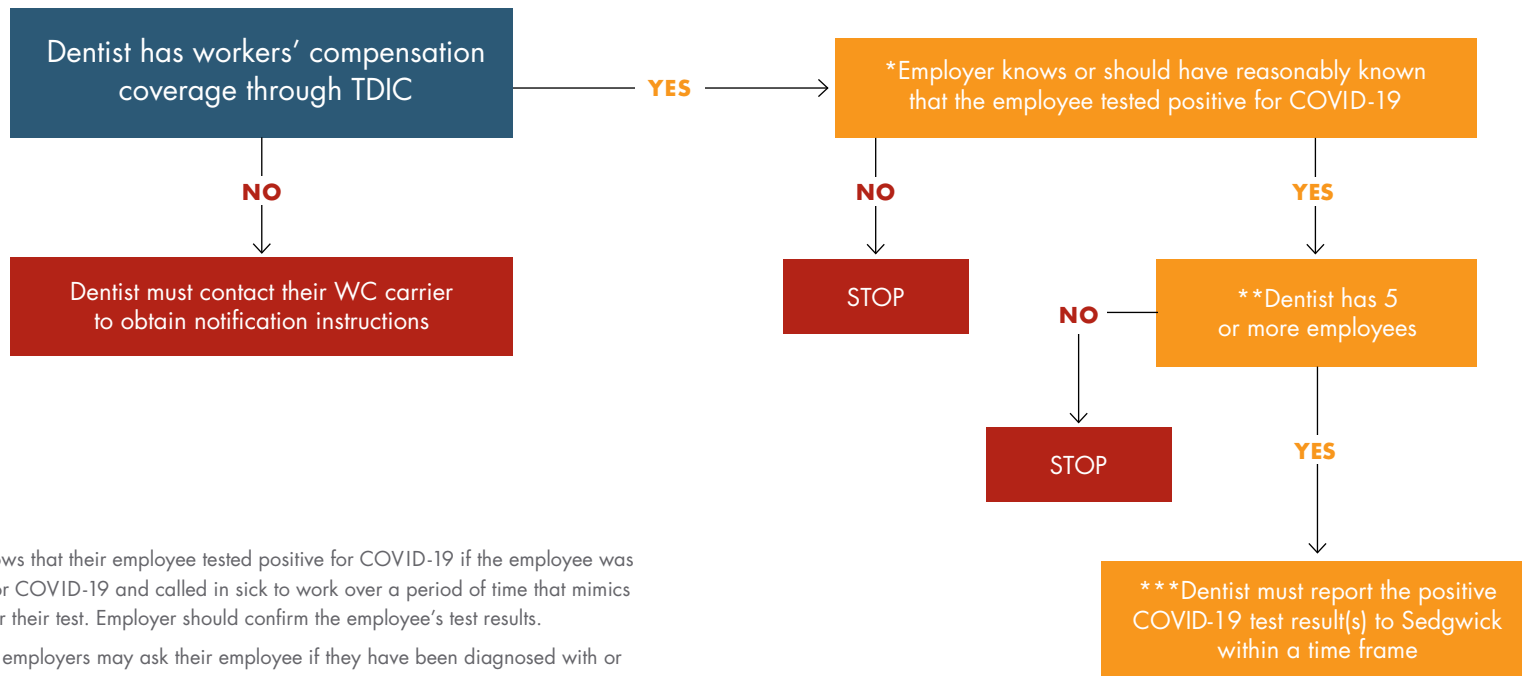 Dentist has workers’ compensation
coverage through TDIC
YES
*Employer knows or should have reasonably known
that the employee tested positive for COVID-19
NO
NO
YES
Dentist must contact their WC carrier
to obtain notification instructions
STOP
**Dentist has 5
or more employees
NO
STOP
YES
***Dentist must report the positive
COVID-19 test result(s) to Sedgwick
within a time frame
that their employee tested positive for COVID-19 if the employee was
COVID-19 and called in sick to work over a period of time that mimics
their test. Employer should confirm the employee’s test results.
employers may ask their employee if they have been diagnosed with or